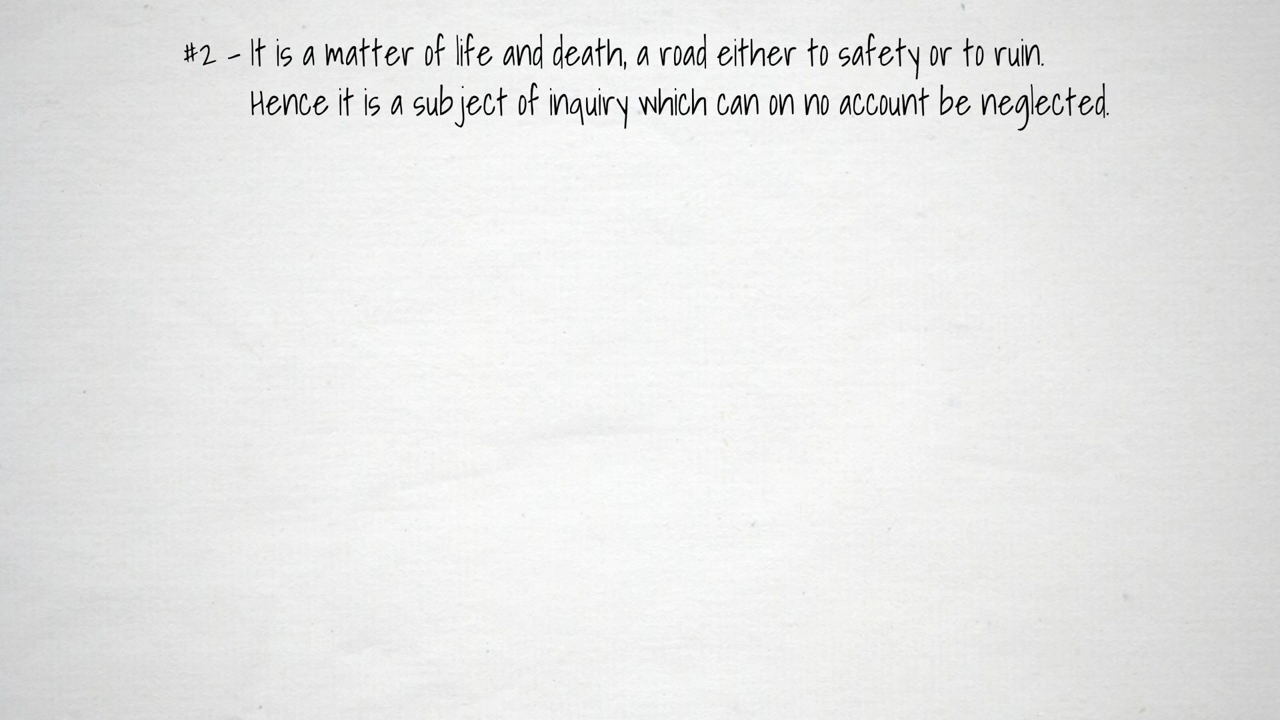 #2 - It is a matter of life and death, a road either to safety or to ruin.
Hence it is a subject of inquiry which can on no account be neglected.